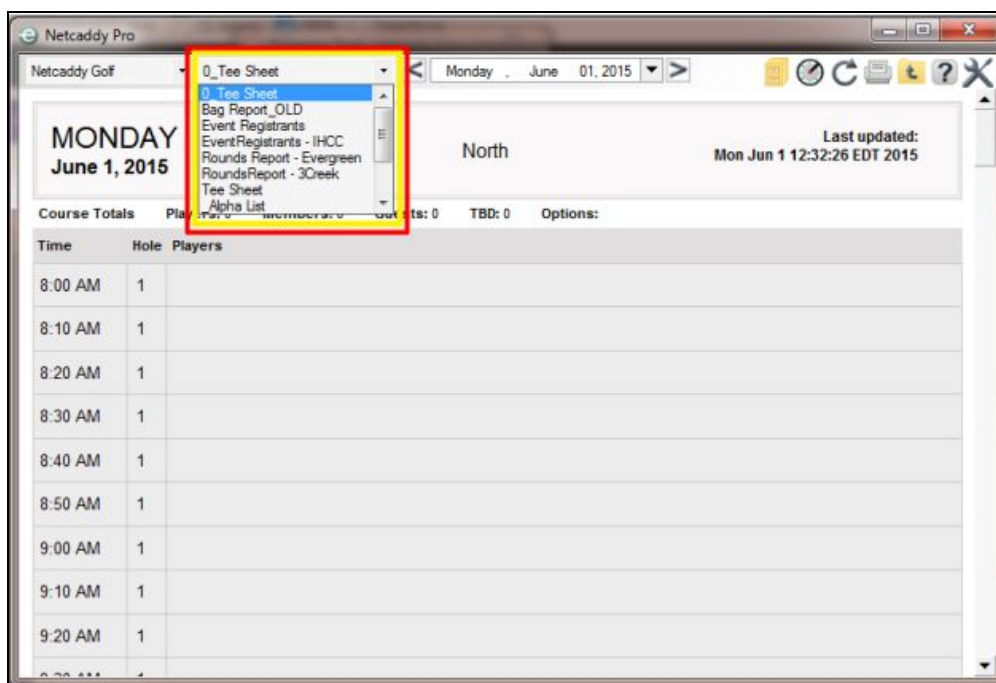 Netcaddy Pro
Netcaddy Golf 0_Tee Sheet < Monday , June 01, 2015 > ?
0_Tee Sheet
Bag Report_OLD
Event Registrants
EventRegistrants - IHCC
Rounds Report - Evergreen
RoundsReport - 3Creek
Tee Sheet
_Alpha List
MONDAY
June 1, 2015
North
Last updated:
Mon Jun 1 12:32:26 EDT 2015
Course Totals 0 TBD: 0 Options:
Time Hole Players
8:00 AM 1
8:10 AM 1
8:20 AM 1
8:30 AM 1
8:40 AM 1
8:50 AM 1
9:00 AM 1
9:10 AM 1
9:20 AM 1